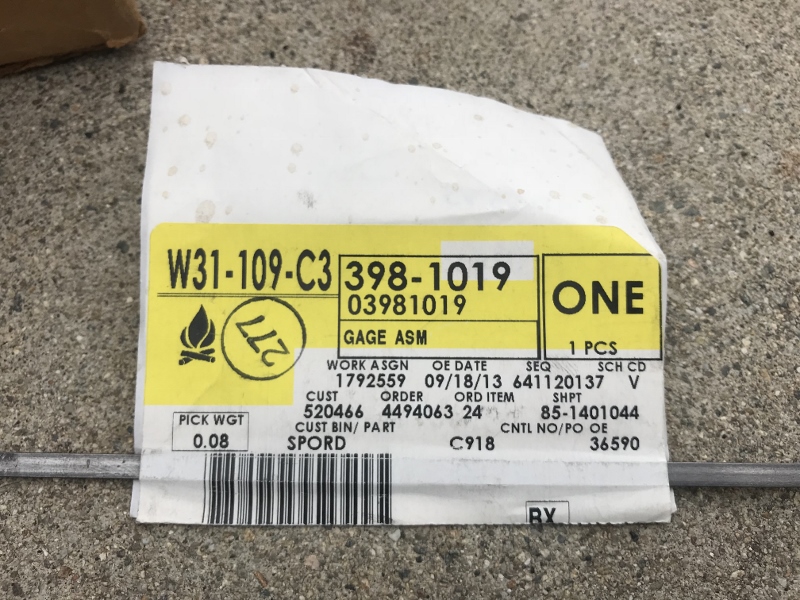 W31-109-C3
398-1019
03981019
GAGE ASM
ONE
1 PCS
277
WORK ASGN OE DATE SEQ SCH CD
1792559 09/18/13 641120137 V
CUST ORDER ORD ITEM SHPT
520466 4494063 24 85-1401044
PICK WGT
0.08
CUST BIN/ PART CNTL NO/PO OE
SPORD C918 36590
BX